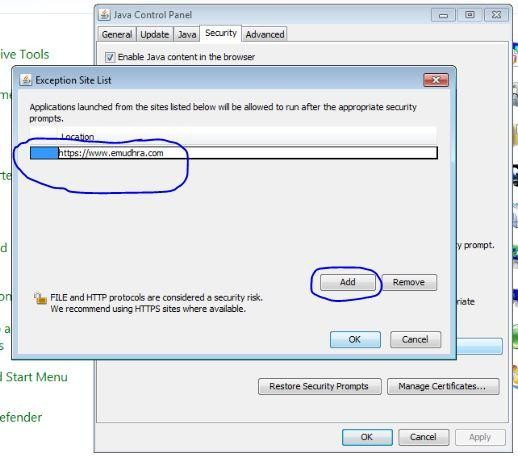 Java Control Panel
General Update Java Security Advanced
Enable Java content in the browser
ive Tools
Exception Site List
Applications launched from the sites listed below will be allowed to run after the appropriate security
prompts.
Location
https://www.emudhra.com
y prompt.
Add Remove
FILE and HTTP protocols are considered a security risk.
We recommend using HTTPS sites where available.
priate
OK Cancel
d Start Menu
Restore Security Prompts Manage Certificates...
efender
OK Cancel Apply